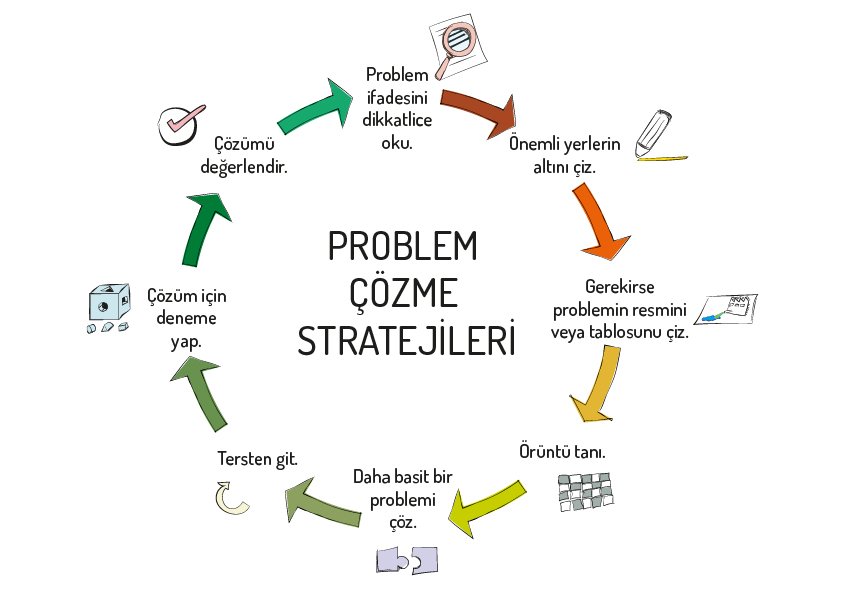 PROBLEM
ÇÖZME
STRATEJİLERİ
Problem
ifadesini
dikkatlice
oku.
Önemli yerlerin
altını çiz.
Gerekirse
problemin resmini
veya tablosunu çiz.
Örüntü tanı.
Daha basit bir
problemi
çöz.
Tersten git.
Çözüm için
deneme
yap.
Çözümü
değerlendir.